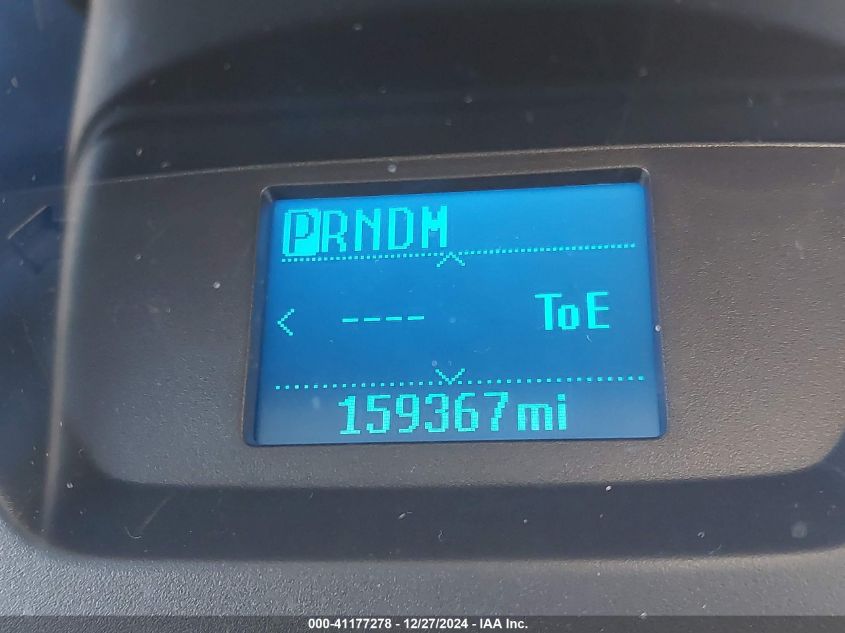 PRNDM
---- ToE
159367mi
000-41177278 - 12/27/2024 - IAA Inc.